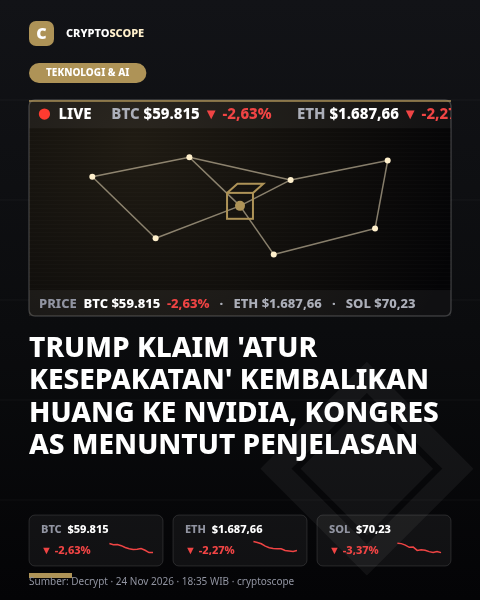 C CRYPTOSCOPE
TEKNOLOGI & AI
LIVE BTC $59.815 ▼ -2,63% ETH $1.687,66 ▼ -2,27
PRICE BTC $59.815 -2,63% · ETH $1.687,66 · SOL $70,23
TRUMP KLAIM 'ATUR
KESEPAKATAN' KEMBALIKAN
HUANG KE NVIDIA, KONGRES
AS MENUNTUT PENJELASAN
BTC $59.815
▼ -2,63%
ETH $1.687,66
▼ -2,27%
SOL $70,23
▼ -3,37%
Sumber: Decrypt · 24 Nov 2026 · 18:35 WIB · cryptoscope